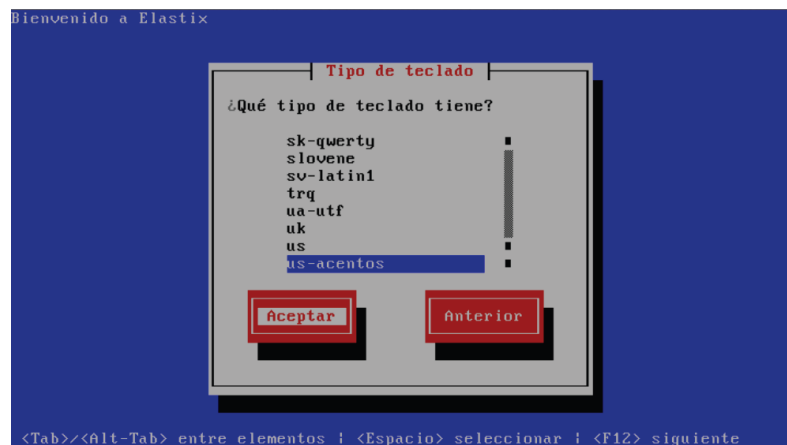 Bienvenido a Elastix
Tipo de teclado
¿Qué tipo de teclado tiene?
sk-qwerty
slovene
sv-latin1
trq
ua-utf
uk
us
us-acentos
Aceptar Anterior
<Tab>/<Alt-Tab> entre elementos | <Espacio> seleccionar | <F12> siguiente